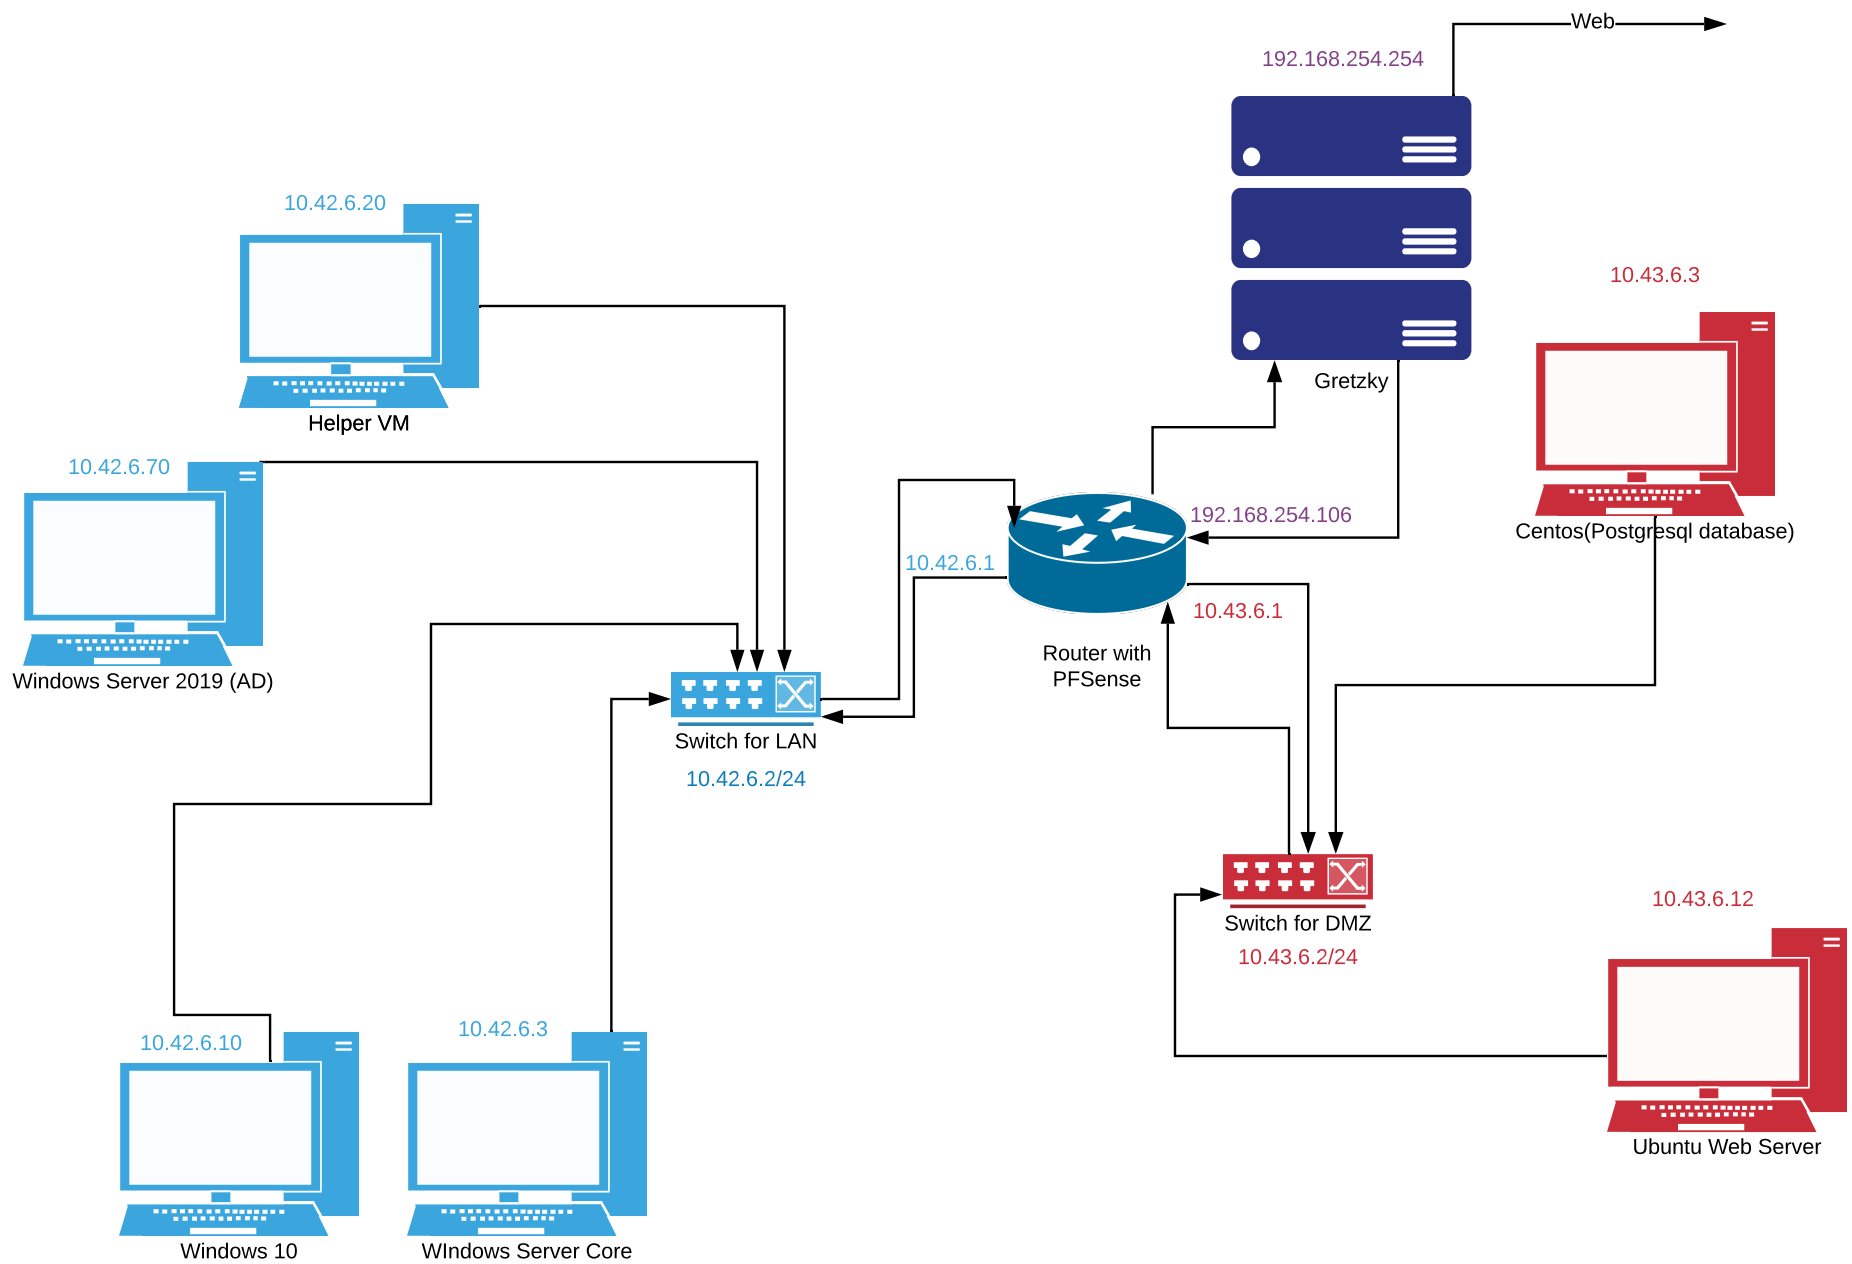 Web
192.168.254.254
10.42.6.20
10.43.6.3
Gretzky
Helper VM
10.42.6.70
192.168.254.106
Centos(Postgresql database)
10.42.6.1
10.43.6.1
Router with
PFSense
Windows Server 2019 (AD)
Switch for LAN
10.42.6.2/24
10.43.6.12
Switch for DMZ
10.43.6.2/24
10.42.6.10
10.42.6.3
Ubuntu Web Server
Windows 10
WIndows Server Core